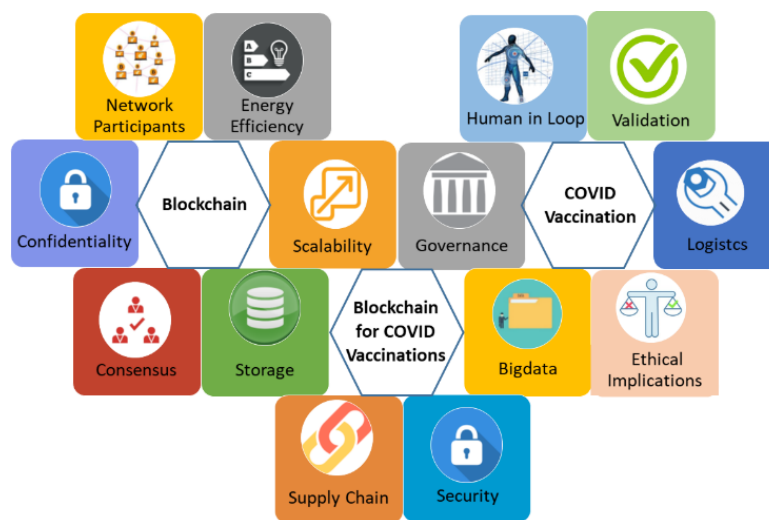 A
B
C
Network
Participants
Energy
Efficiency
Human in Loop
Validation
Confidentiality
Blockchain
Scalability
Governance
COVID
Vaccination
Logistcs
Consensus
Storage
Blockchain
for COVID
Vaccinations
Bigdata
Ethical
Implications
Supply Chain
Security